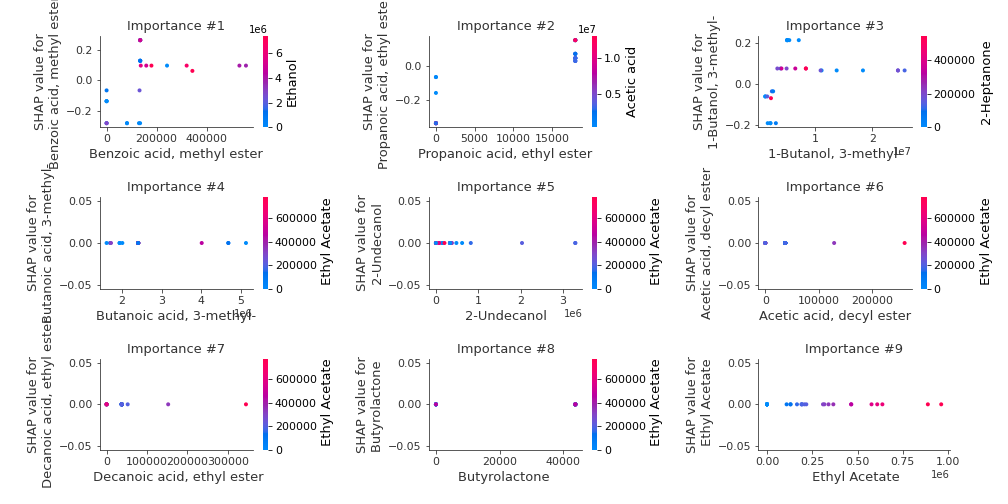 Importance #1
SHAP value for
Benzoic acid, methyl ester
0.2
0.0
−0.2
0
200000
400000
Benzoic acid, methyl ester
1e6
6
4
2
0
Ethanol
Importance #2
SHAP value for
Propanoic acid, ethyl ester
0.0
−0.2
0
5000
10000
15000
Propanoic acid, ethyl ester
1e7
1.0
0.5
Acetic acid
Importance #3
SHAP value for
1-Butanol, 3-methyl-
0.2
0.0
−0.2
1
2
1e7
1-Butanol, 3-methyl-
400000
200000
0
2-Heptanone
Importance #4
SHAP value for
Butanoic acid, 3-methyl-
0.05
0.00
−0.05
2
3
4
5
1e6
Butanoic acid, 3-methyl-
600000
400000
200000
0
Ethyl Acetate
Importance #5
SHAP value for
2-Undecanol
0.05
0.00
−0.05
0
1
2
3
1e6
2-Undecanol
600000
400000
200000
0
Ethyl Acetate
Importance #6
SHAP value for
Acetic acid, decyl ester
0.05
0.00
−0.05
0
100000
200000
Acetic acid, decyl ester
600000
400000
200000
0
Ethyl Acetate
Importance #7
SHAP value for
Decanoic acid, ethyl ester
0.05
0.00
−0.05
0
100000
200000
300000
Decanoic acid, ethyl ester
600000
400000
200000
0
Ethyl Acetate
Importance #8
SHAP value for
Butyrolactone
0.05
0.00
−0.05
0
20000
40000
Butyrolactone
600000
400000
200000
0
Ethyl Acetate
Importance #9
SHAP value for
Ethyl Acetate
0.05
0.00
−0.05
0.00
0.25
0.50
0.75
1.00
1e6
Ethyl Acetate